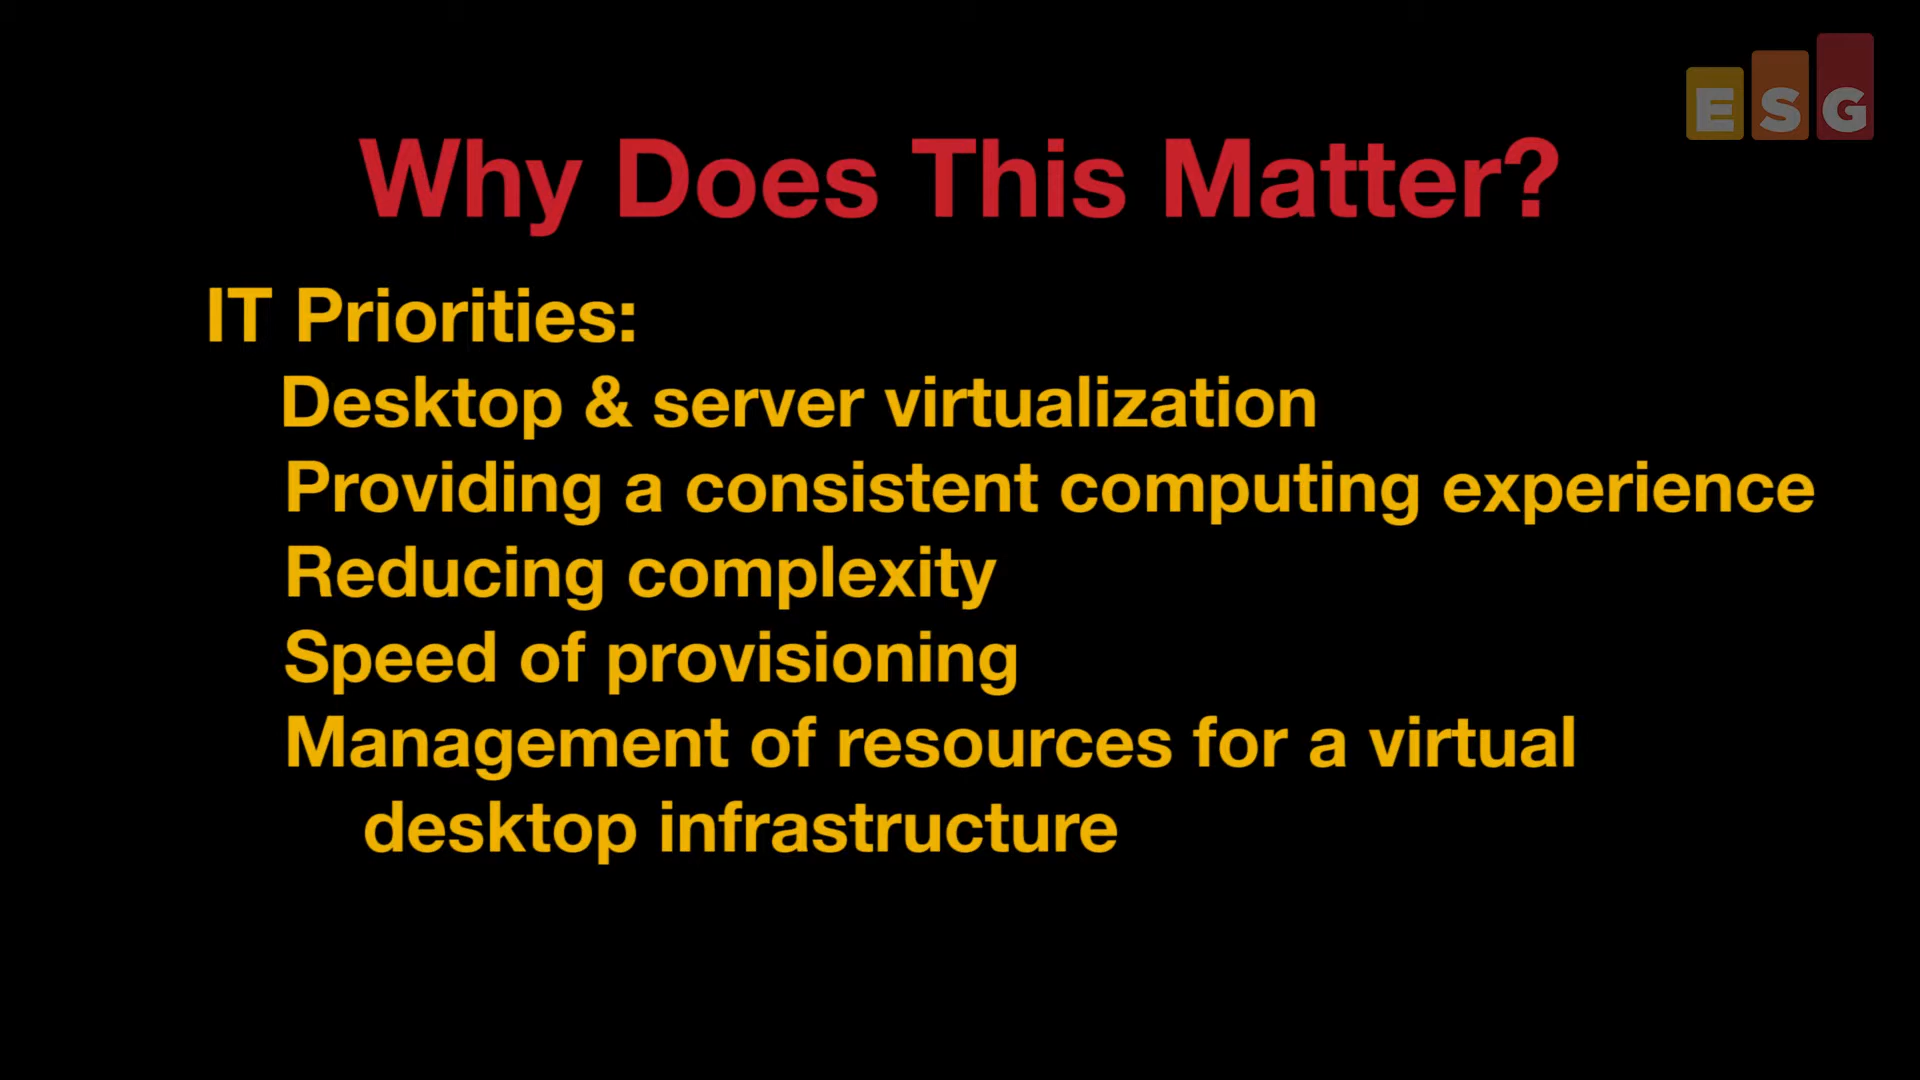 ESG
Why Does This Matter?
IT Priorities:
Desktop & server virtualization
Providing a consistent computing experience
Reducing complexity
Speed of provisioning
Management of resources for a virtual
desktop infrastructure